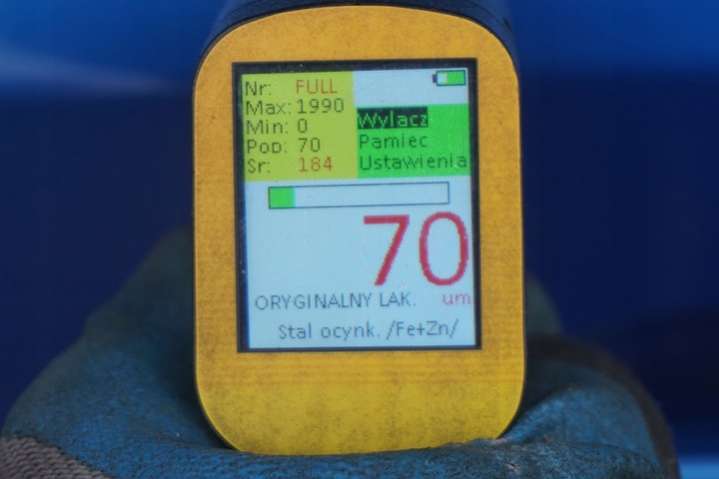 Nr: FULL
Max: 1990
Min: 0
Pop: 70
Sr: 184
Wylacz
Pamiec
Ustawienia
70
um
ORYGINALNY LAK.
Stal ocynk. /Fe+Zn/